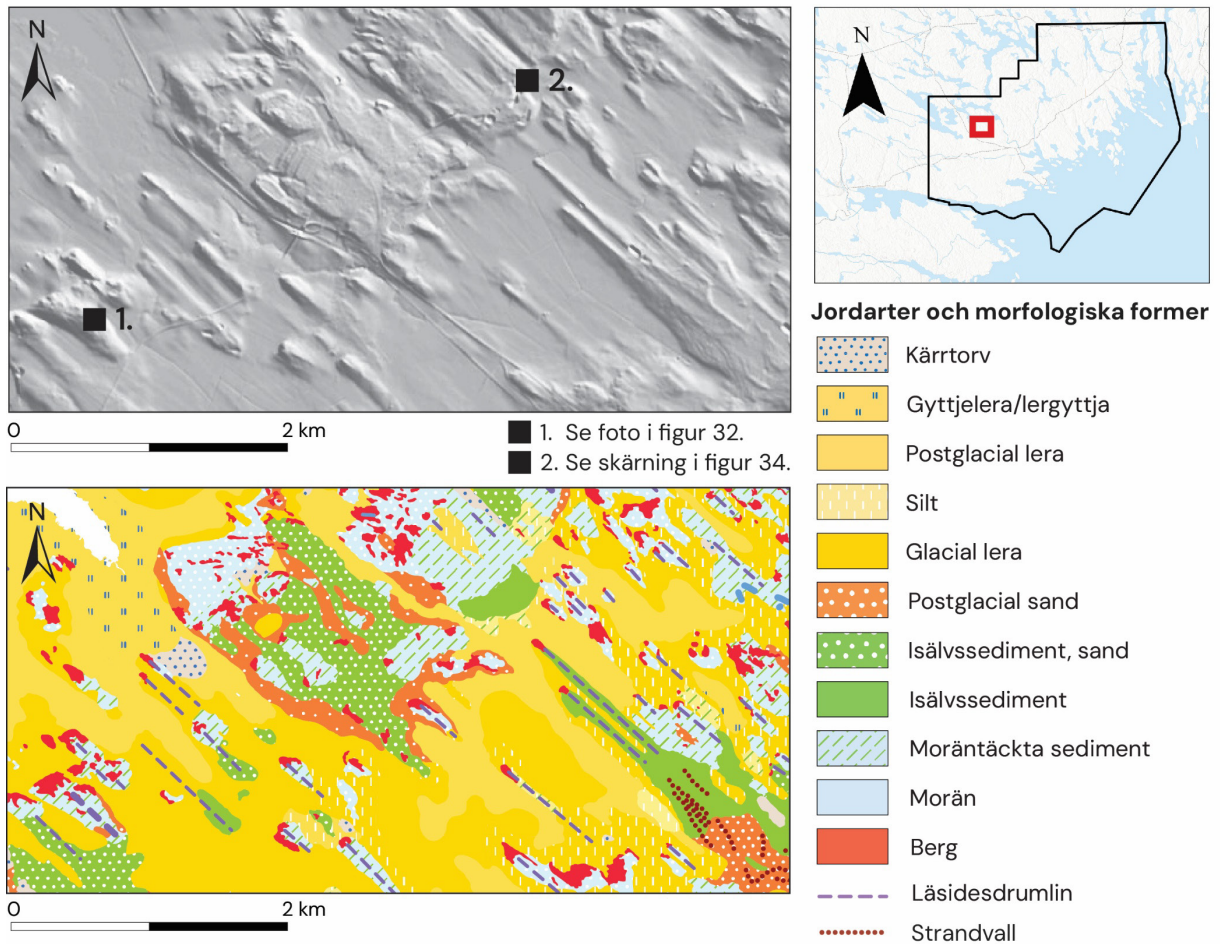 N
1.
2.
0 2 km
1. Se foto i figur 32.
2. Se skärning i figur 34.
N
0 2 km
N
Jordarter och morfologiska former
Kärrtorv
Gyttjelera/lergyttja
Postglacial lera
Silt
Glacial lera
Postglacial sand
Isälvssediment, sand
Isälvssediment
Moräntäckta sediment
Morän
Berg
Läsidesdrumlin
Strandvall